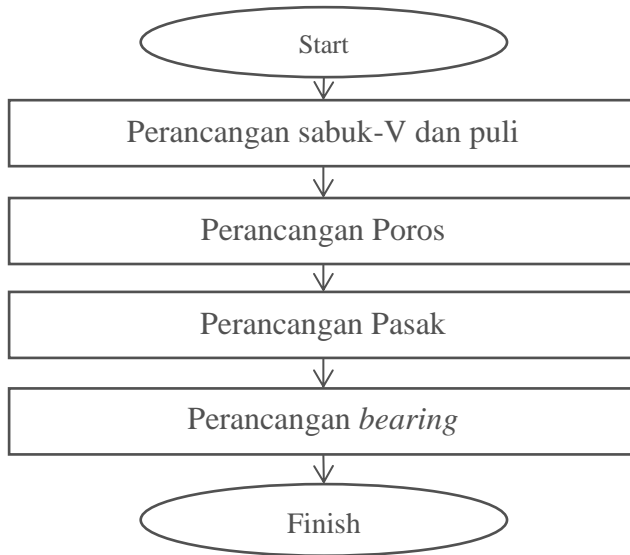 Start
Perancangan sabuk-V dan puli
Perancangan Poros
Perancangan Pasak
Perancangan bearing
Finish